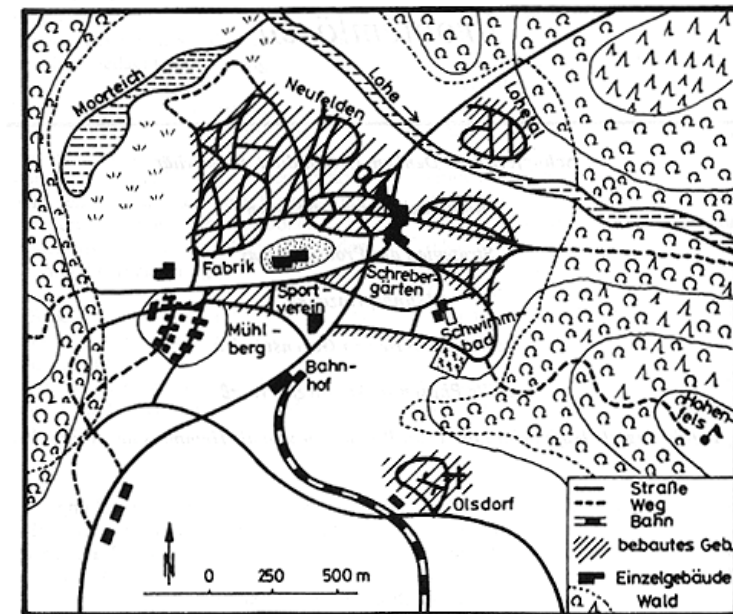 Moorteich
Neufelden
Lohe
Lohetal
Fabrik
Schreber-
gärten
Sport-
verein
Mühl-
berg
Schwimm-
bad
Bahn-
hof
Hohen-
fels
Olsdorf
N
0 250 500 m
Straße
Weg
Bahn
bebautes Geb.
Einzelgebäude
Wald